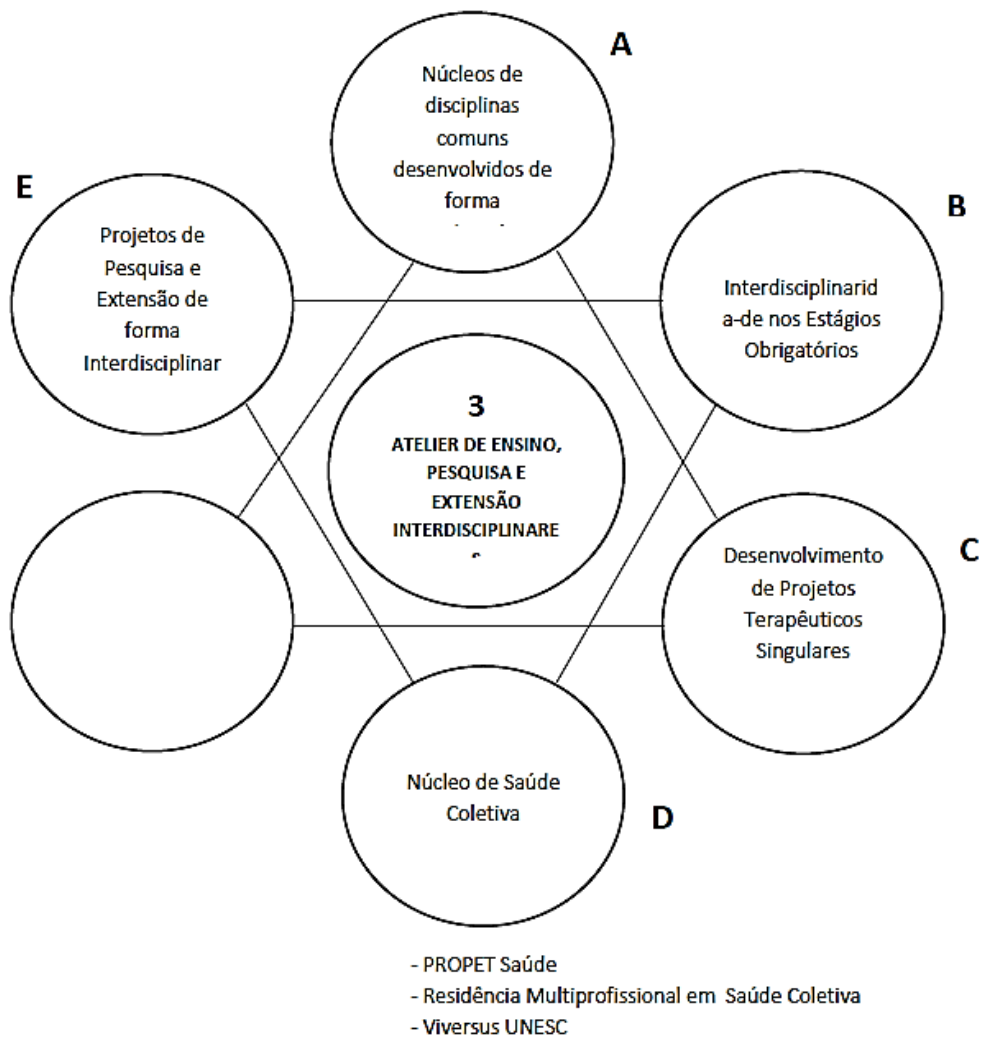 A
Núcleos de
disciplinas
comuns
desenvolvidos de
forma
E
Projetos de
Pesquisa e
Extensão de
forma
Interdisciplinar
B
Interdisciplinarid
a-de nos Estágios
Obrigatórios
3
ATELIER DE ENSINO,
PESQUISA E
EXTENSÃO
INTERDISCIPLINARE
C
Desenvolvimento
de Projetos
Terapêuticos
Singulares
Núcleo de Saúde
Coletiva
D
- PROPET Saúde
- Residência Multiprofissional em Saúde Coletiva
- Viversus UNESC